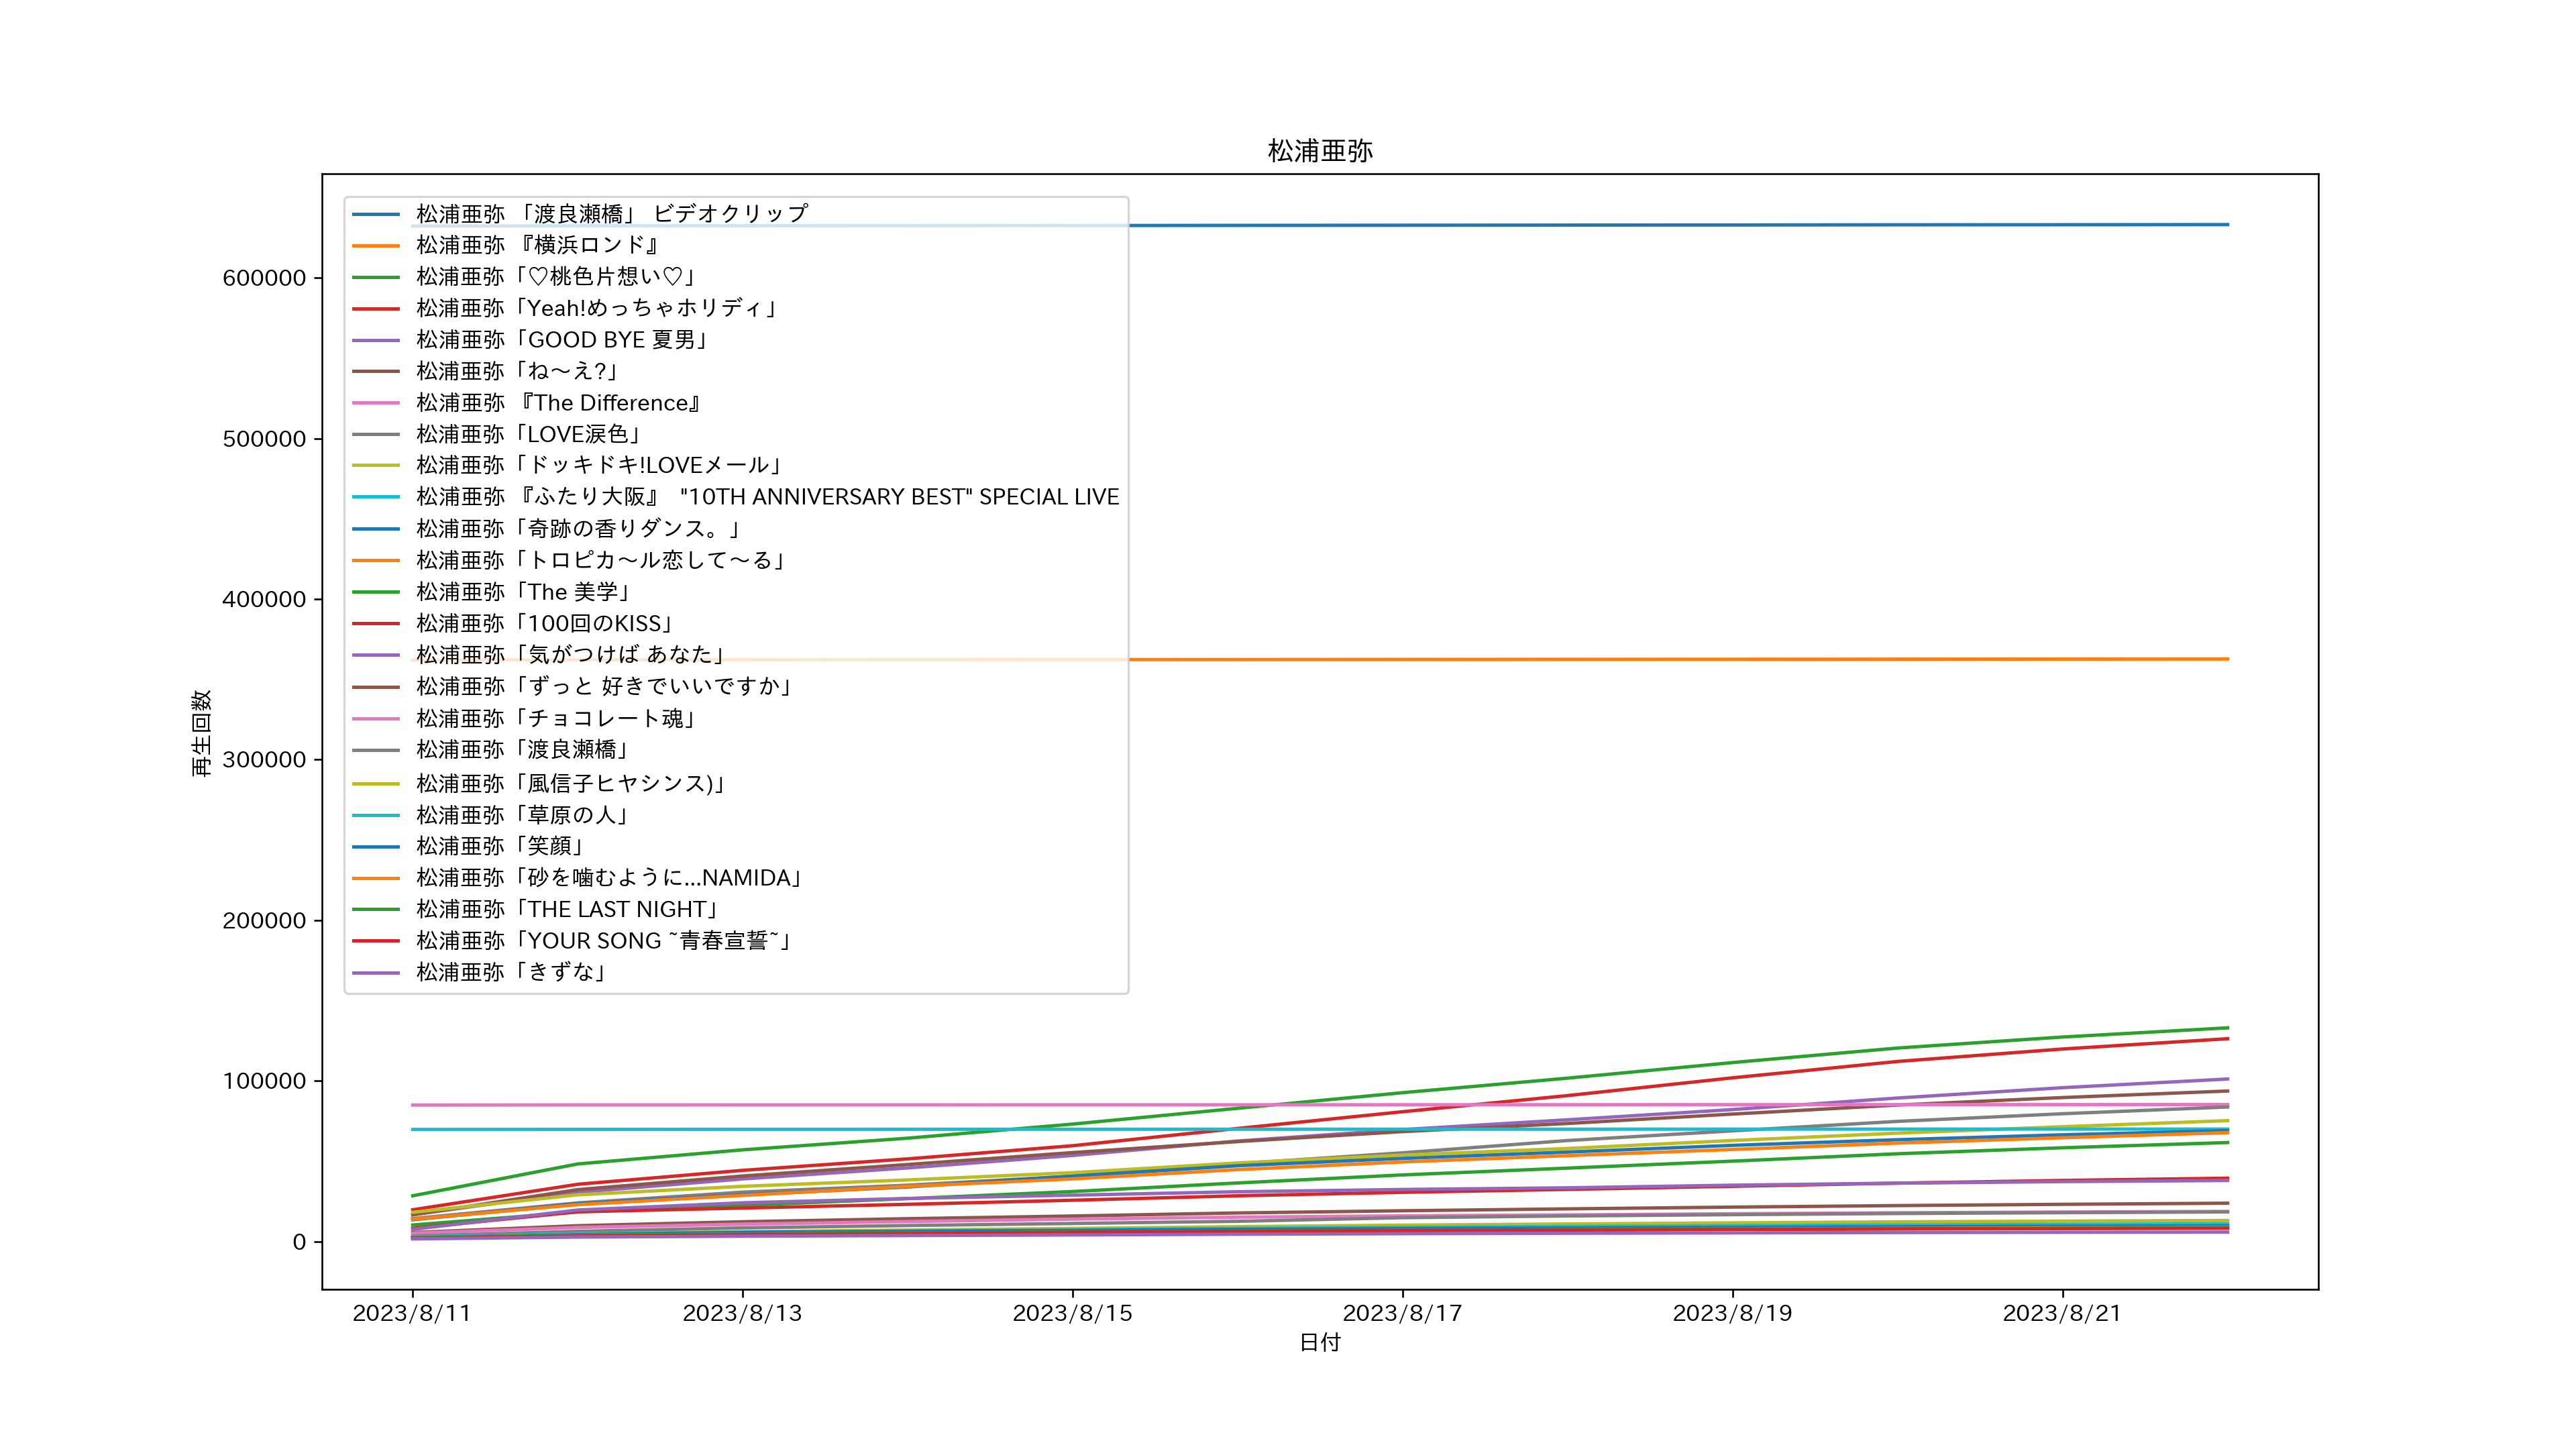 松浦亜弥
松浦亜弥 「渡良瀬橋」 ビデオクリップ
松浦亜弥 『横浜ロンド』
松浦亜弥「♡桃色片想い♡」
松浦亜弥「Yeah!めっちゃホリディ」
松浦亜弥「GOOD BYE 夏男」
松浦亜弥「ね〜え?」
松浦亜弥 『The Difference』
松浦亜弥「LOVE涙色」
松浦亜弥「ドッキドキ!LOVEメール」
松浦亜弥 『ふたり大阪』 "10TH ANNIVERSARY BEST" SPECIAL LIVE
松浦亜弥「奇跡の香りダンス。」
松浦亜弥「トロピカ〜ル恋して〜る」
松浦亜弥「The 美学」
松浦亜弥「100回のKISS」
松浦亜弥「気がつけば あなた」
松浦亜弥「ずっと 好きでいいですか」
松浦亜弥「チョコレート魂」
松浦亜弥「渡良瀬橋」
松浦亜弥「風信子ヒヤシンス)」
松浦亜弥「草原の人」
松浦亜弥「笑顔」
松浦亜弥「砂を噛むように…NAMIDA」
松浦亜弥「THE LAST NIGHT」
松浦亜弥「YOUR SONG ˜青春宣誓˜」
松浦亜弥「きずな」
再生回数
600000
500000
400000
300000
200000
100000
0
2023/8/11
2023/8/13
2023/8/15
2023/8/17
2023/8/19
2023/8/21
日付